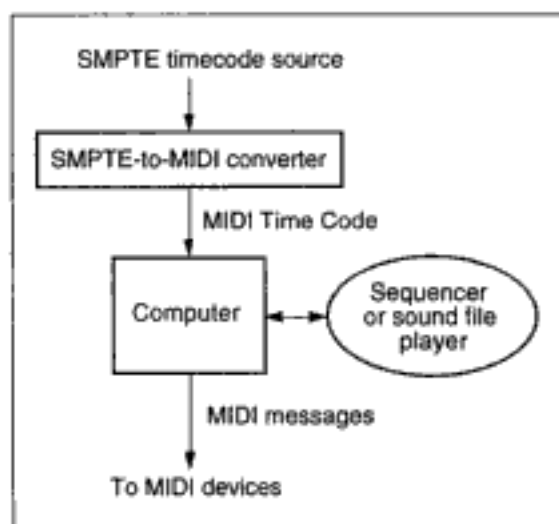 SMPTE timecode source
SMPTE-to-MIDI converter
MIDI Time Code
Computer
Sequencer
or sound file
player
MIDI messages
To MIDI devices